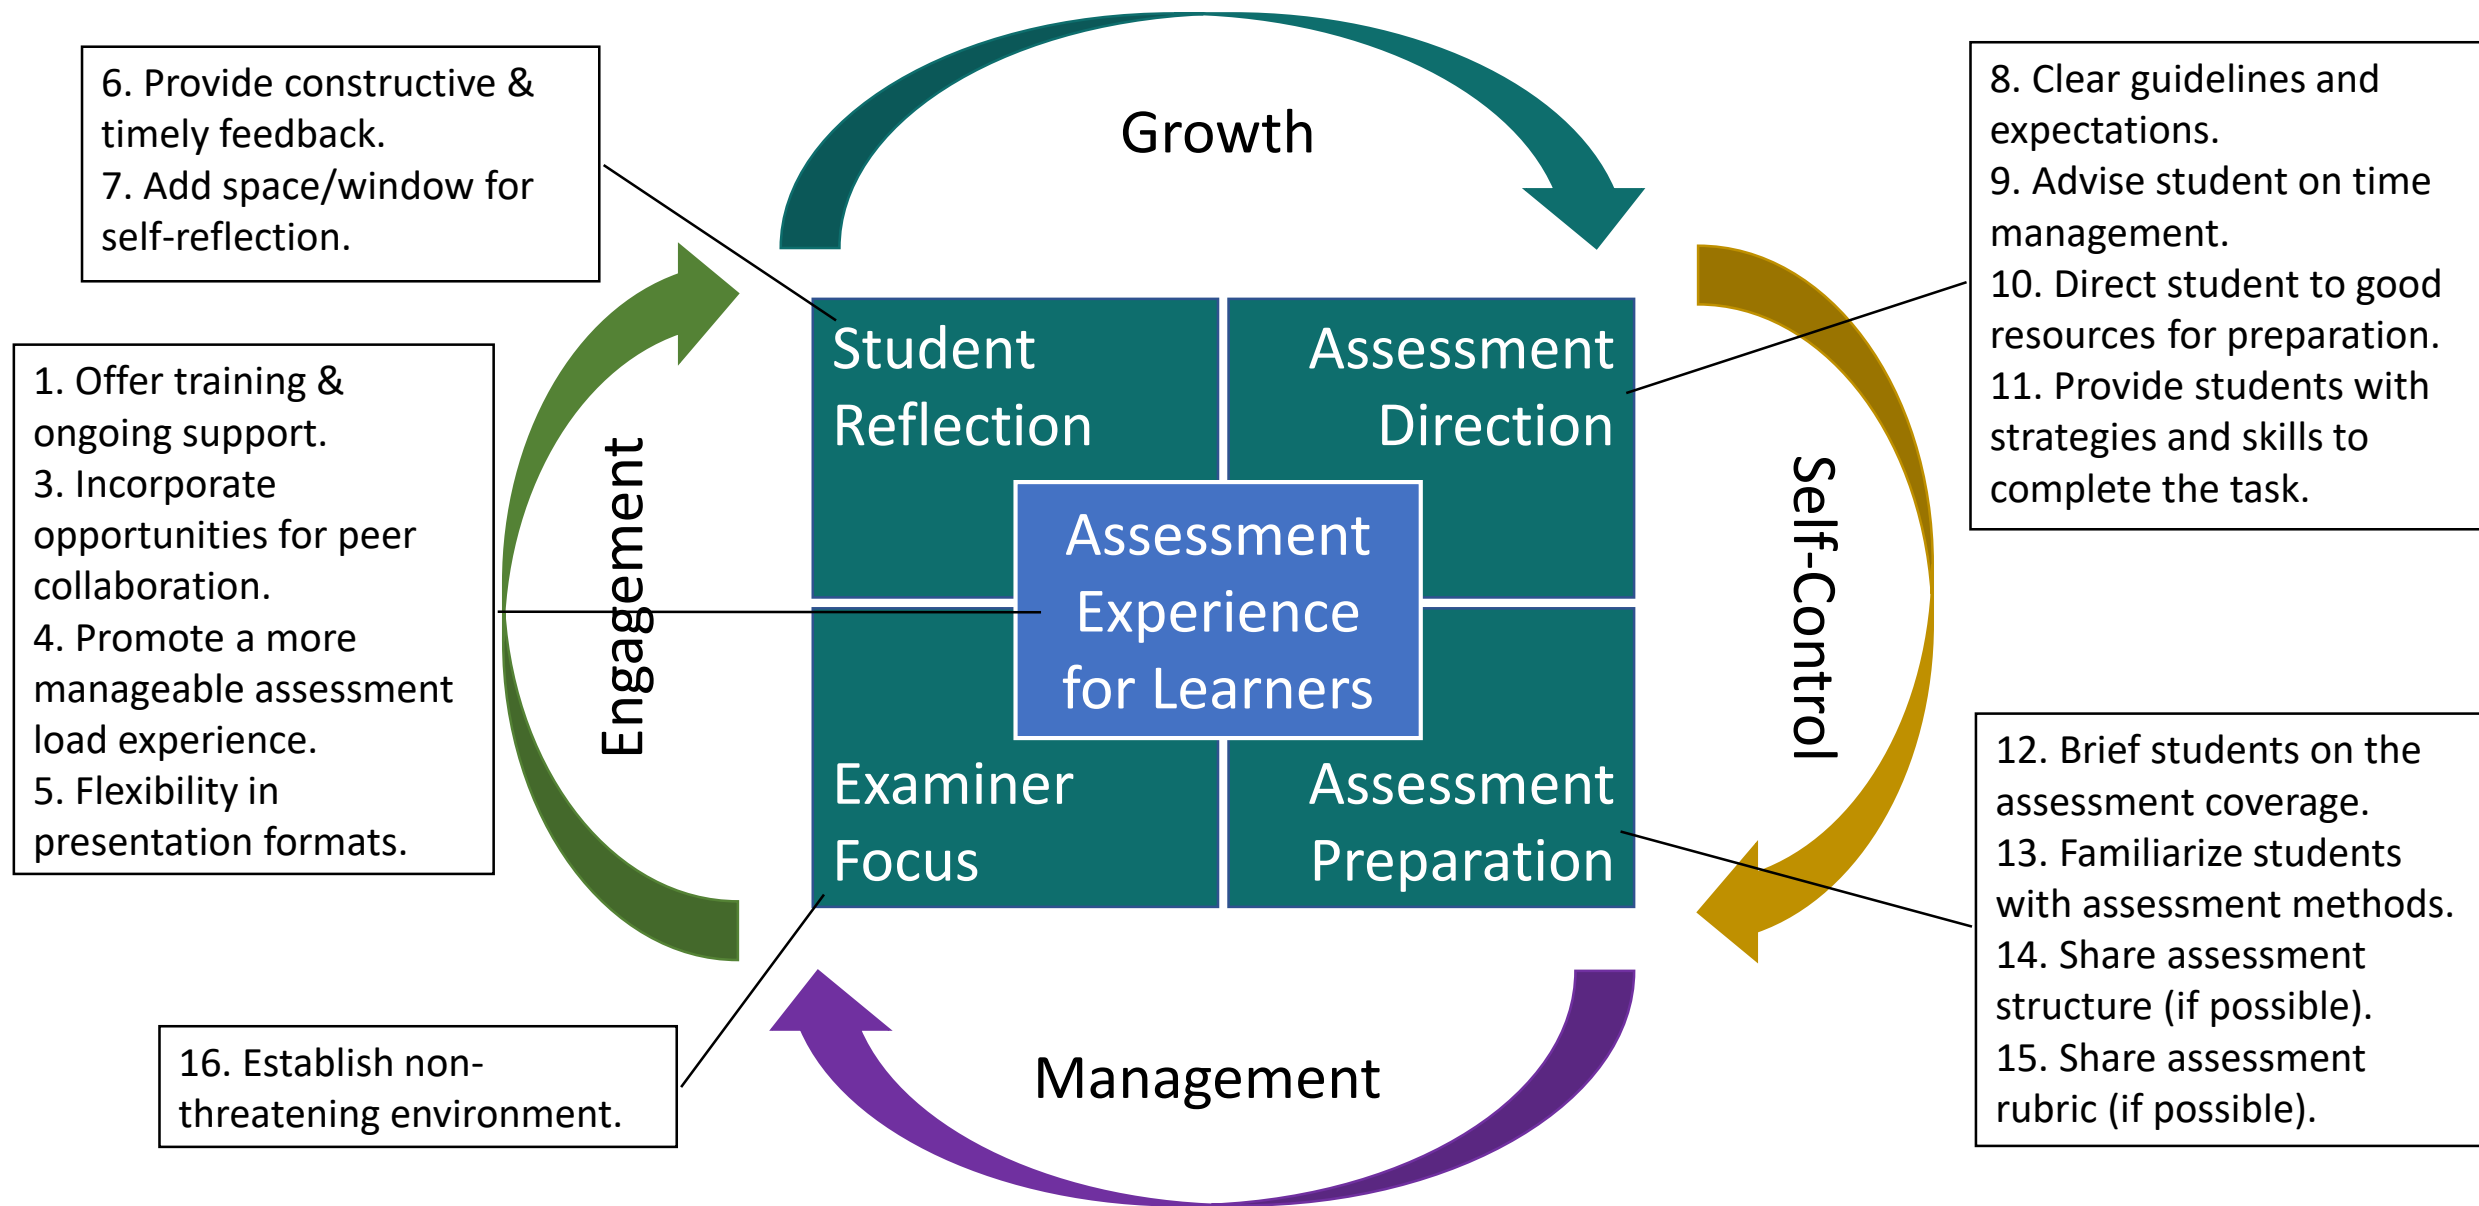 6. Provide constructive &
timely feedback.
7. Add space/window for
self-reflection.
Growth
8. Clear guidelines and
expectations.
9. Advise student on time
management.
10. Direct student to good
resources for preparation.
11. Provide students with
strategies and skills to
complete the task.
1. Offer training &
ongoing support.
3. Incorporate
opportunities for peer
collaboration.
4. Promote a more
manageable assessment
load experience.
5. Flexibility in
presentation formats.
Engagement
Student
Reflection
Assessment
Direction
Assessment
Experience
for Learners
Examiner
Focus
Assessment
Preparation
Self-Control
12. Brief students on the
assessment coverage.
13. Familiarize students
with assessment methods.
14. Share assessment
structure (if possible).
15. Share assessment
rubric (if possible).
16. Establish non-
threatening environment.
Management